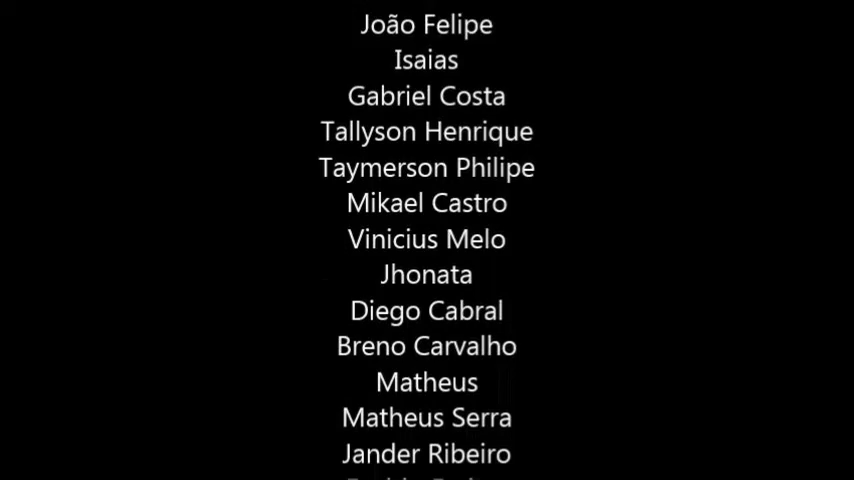 João Felipe
Isaias
Gabriel Costa
Tallyson Henrique
Taymerson Philipe
Mikael Castro
Vinicius Melo
Jhonata
Diego Cabral
Breno Carvalho
Matheus
Matheus Serra
Jander Ribeiro